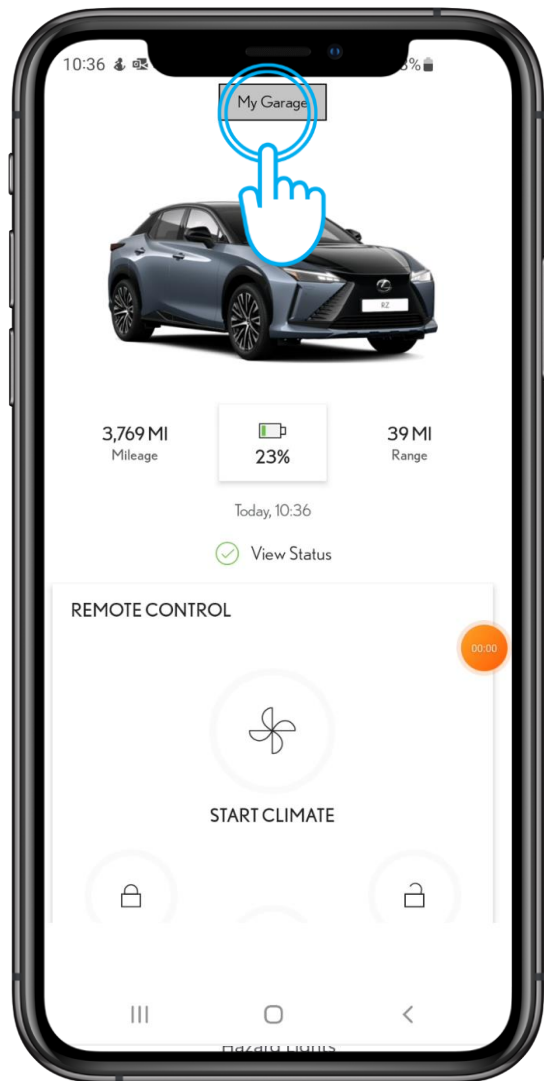 10:36
%
My Garage
RZ
3,769 MI
Mileage
23%
39 MI
Range
Today, 10:36
View Status
REMOTE CONTROL
00:00
START CLIMATE
Hazard Lights